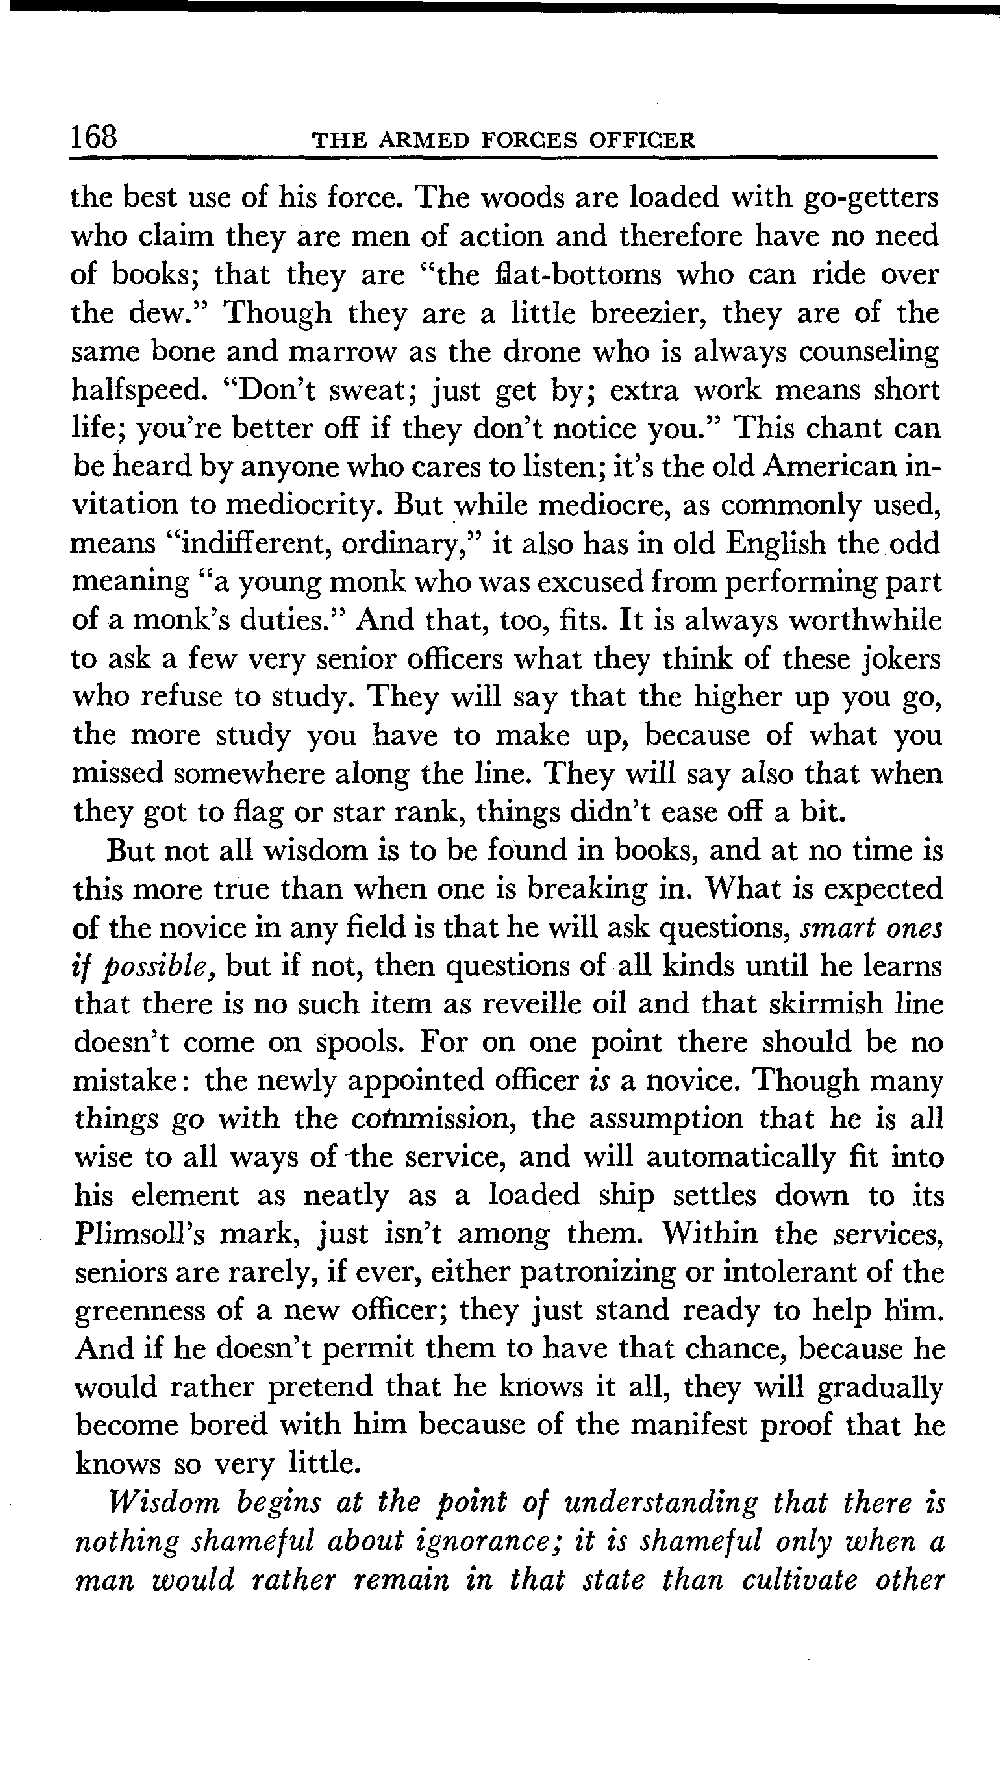 168 THE ARMED FORCES OFFICER
the best use of his force. The woods are loaded with go-getters
who claim they are men of action and therefore have no need
of books; that they are “the flat-bottoms who can ride over
the dew.” Though they are a little breezier, they are of the
same bone and marrow as the drone who is always counseling
halfspeed. “Don’t sweat; just get by; extra work means short
life; you’re better off if they don’t notice you.” This chant can
be heard by anyone who cares to listen; it’s the old American in-
vitation to mediocrity. But while mediocre, as commonly used,
means “indifferent, ordinary,” it also has in old English the odd
meaning “a young monk who was excused from performing part
of a monk’s duties.” And that, too, fits. It is always worthwhile
to ask a few very senior officers what they think of these jokers
who refuse to study. They will say that the higher up you go,
the more study you have to make up, because of what you
missed somewhere along the line. They will say also that when
they got to flag or star rank, things didn’t ease off a bit.
But not all wisdom is to be found in books, and at no time is
this more true than when one is breaking in. What is expected
of the novice in any field is that he will ask questions, smart ones
if possible, but if not, then questions of all kinds until he learns
that there is no such item as reveille oil and that skirmish line
doesn’t come on spools. For on one point there should be no
mistake: the newly appointed officer is a novice. Though many
things go with the commission, the assumption that he is all
wise to all ways of the service, and will automatically fit into
his element as neatly as a loaded ship settles down to its
Plimsoll’s mark, just isn’t among them. Within the services,
seniors are rarely, if ever, either patronizing or intolerant of the
greenness of a new officer; they just stand ready to help him.
And if he doesn’t permit them to have that chance, because he
would rather pretend that he knows it all, they will gradually
become bored with him because of the manifest proof that he
knows so very little.
Wisdom begins at the point of understanding that there is
nothing shameful about ignorance; it is shameful only when a
man would rather remain in that state than cultivate other